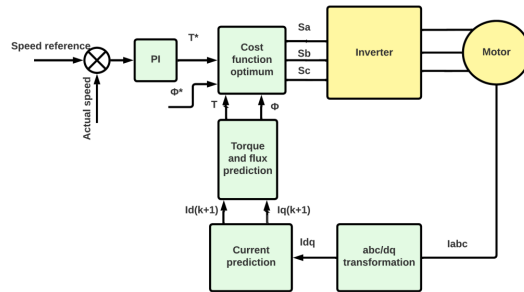 Speed reference
Actual speed
PI
T*
Φ*
Cost
function
optimum
Sa
Sb
Sc
Inverter
Motor
T
Φ
Torque
and flux
prediction
Id(k+1)
Iq(k+1)
Current
prediction
Idq
abc/dq
transformation
Iabc